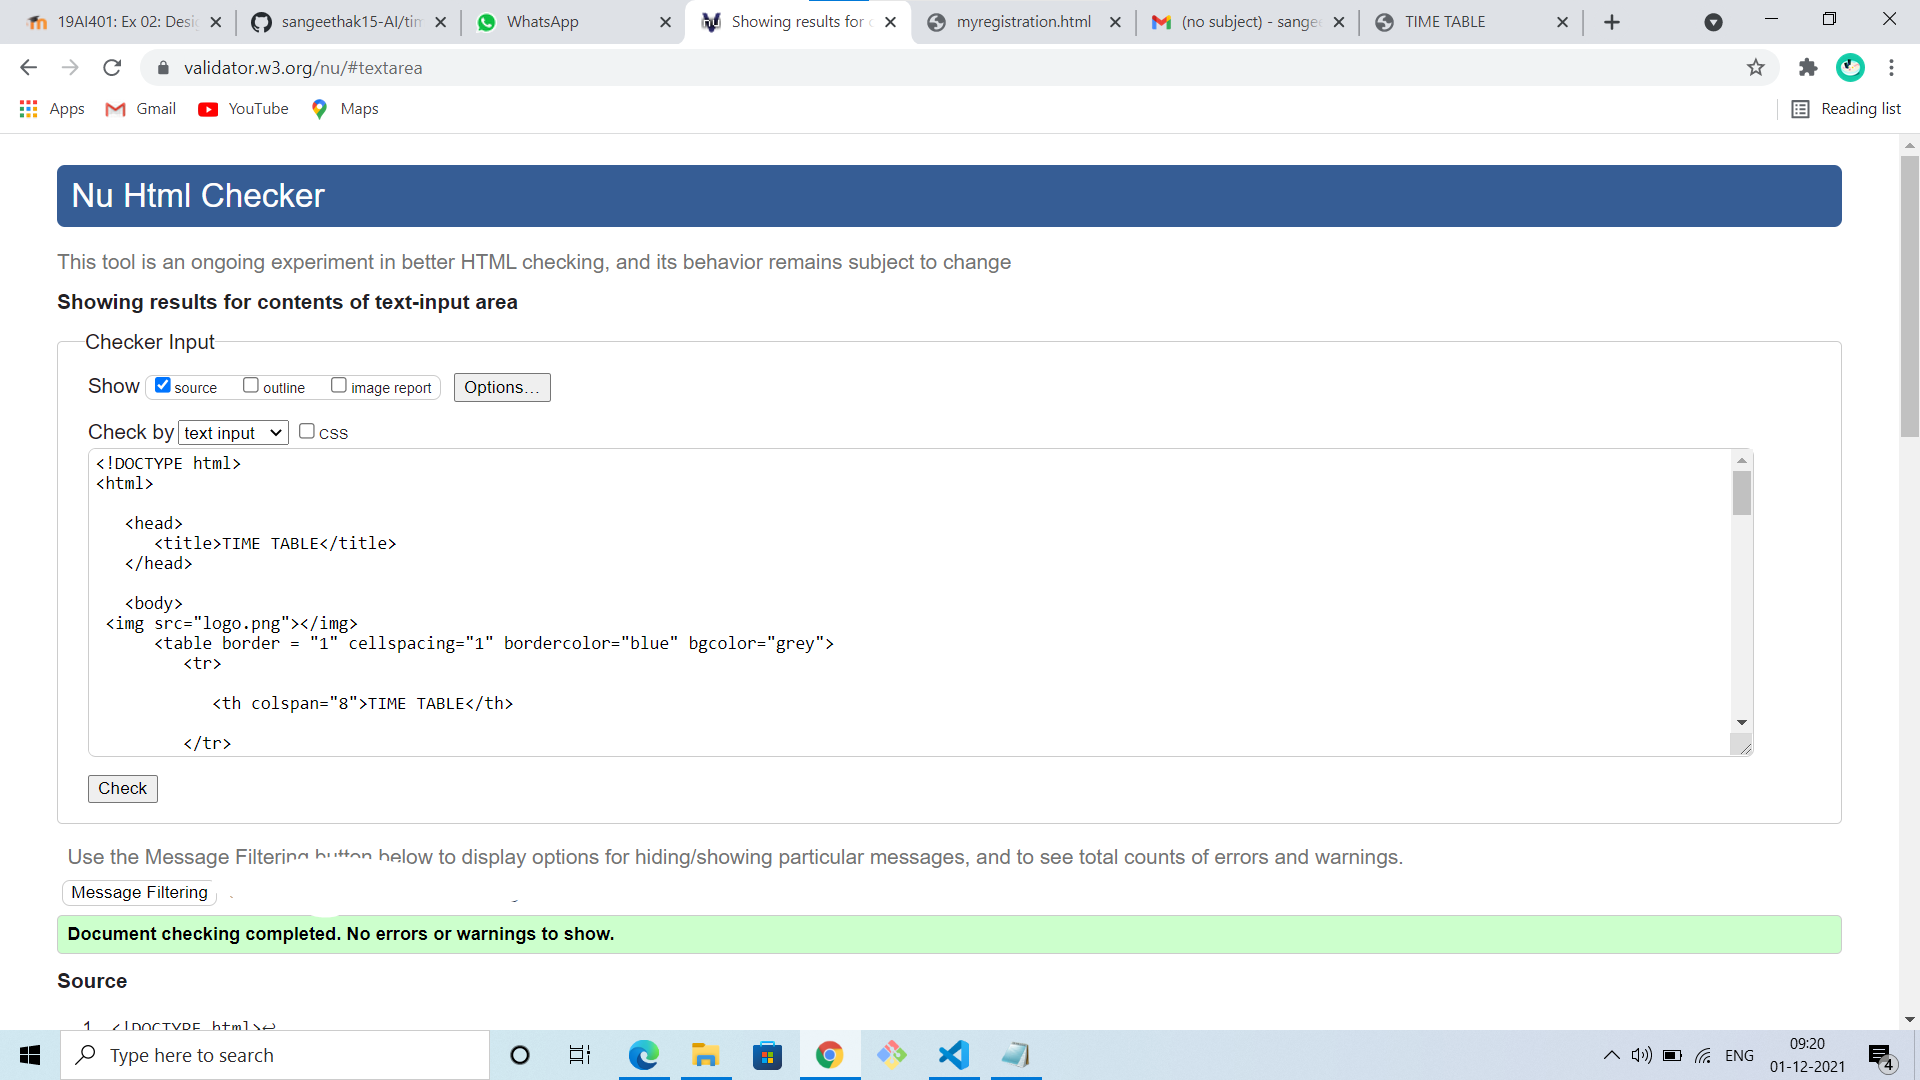 19AI401: Ex 02: Desi
sangeethak15-AI/tim
WhatsApp
Showing results for c
myregistration.html
(no subject) - sangee
TIME TABLE
validator.w3.org/nu/#textarea
Apps
Gmail
YouTube
Maps
Reading list
Nu Html Checker
This tool is an ongoing experiment in better HTML checking, and its behavior remains subject to change
Showing results for contents of text-input area
Checker Input
Show source outline image report Options...
Check by text input css
<!DOCTYPE html>
<html>
<head>
<title>TIME TABLE</title>
</head>
<body>
<img src="logo.png"></img>
<table border = "1" cellspacing="1" bordercolor="blue" bgcolor="grey">
<tr>
<th colspan="8">TIME TABLE</th>
</tr>
Check
Use the Message Filtering button below to display options for hiding/showing particular messages, and to see total counts of errors and warnings.
Message Filtering
Document checking completed. No errors or warnings to show.
Source
1 <!DOCTYPE html>↩
Type here to search
ENG
09:20
01-12-2021
4